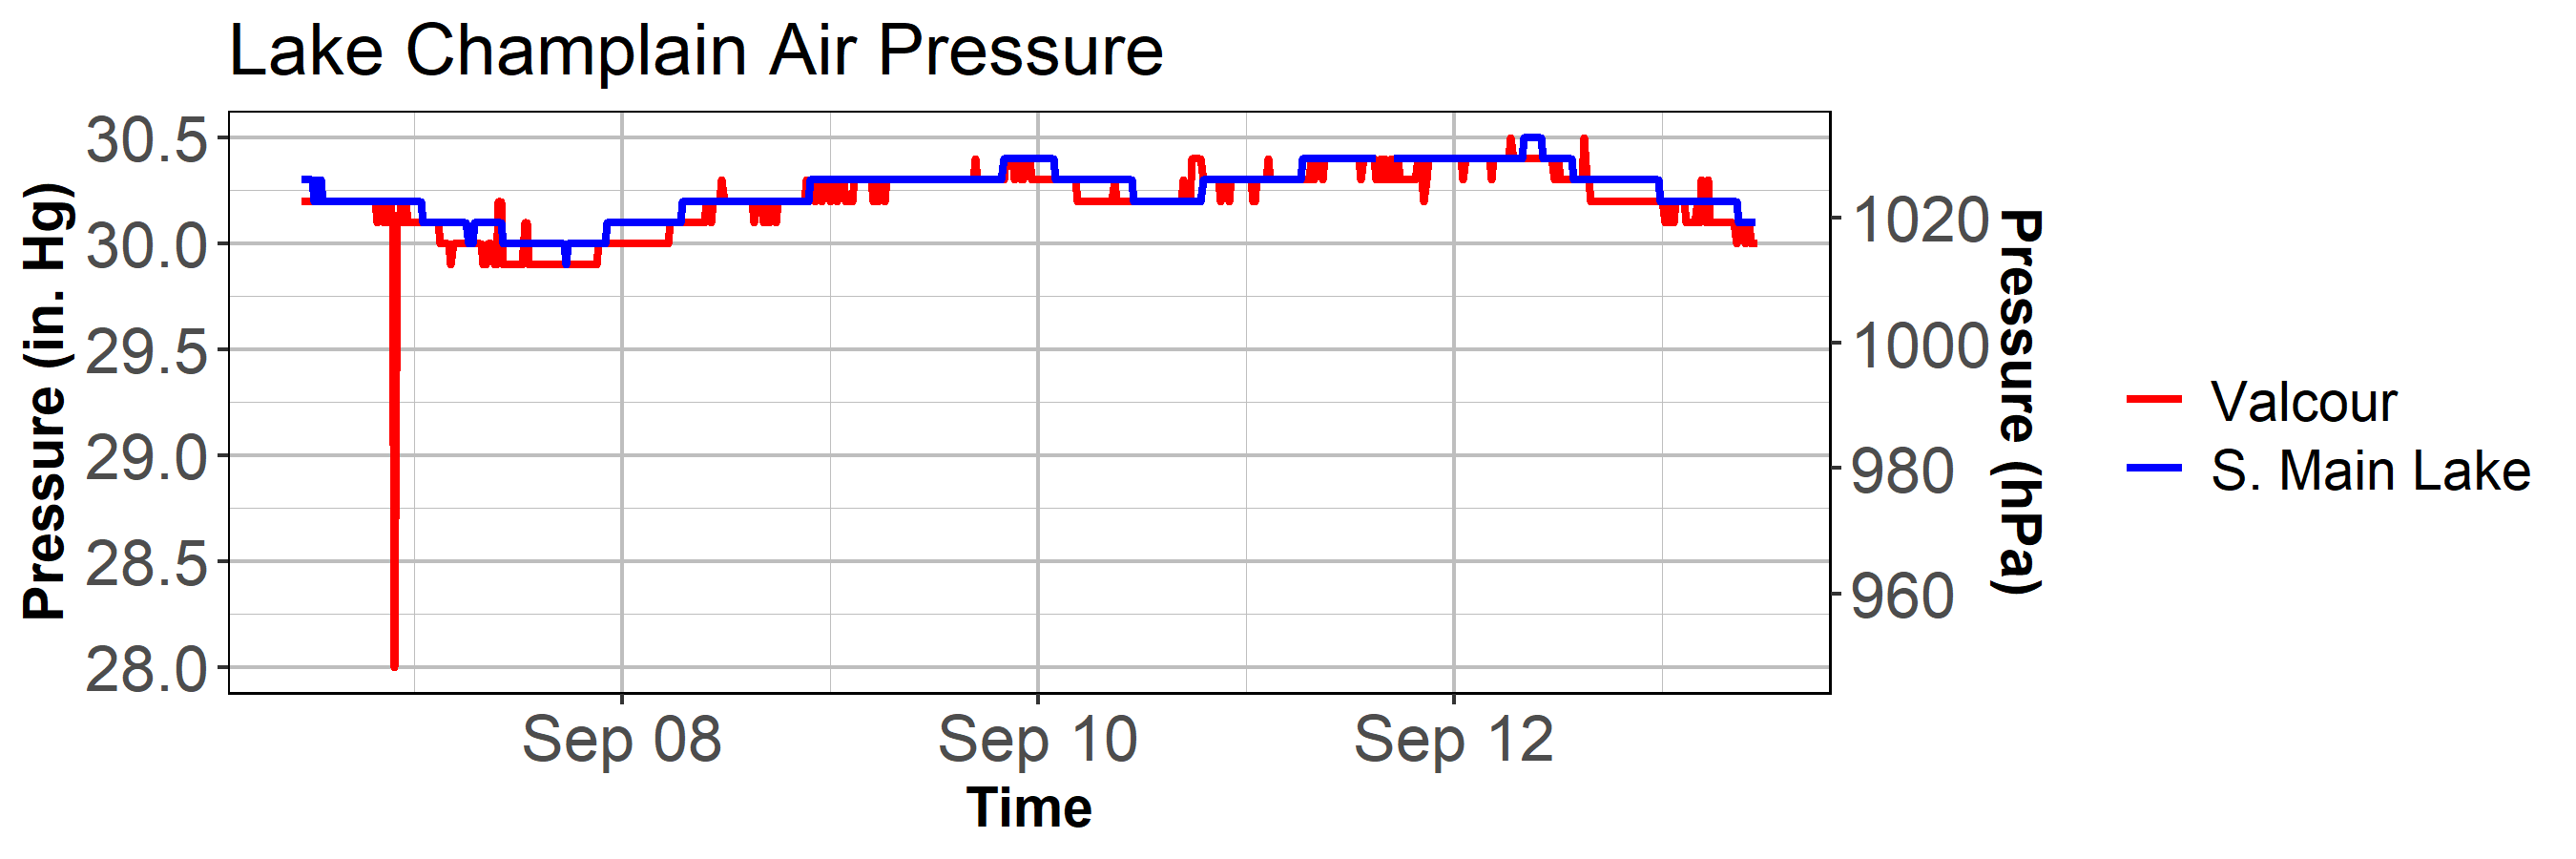 Lake Champlain Air Pressure
30.5
30.0
29.5
29.0
28.5
28.0
Pressure (in. Hg)
1020
1000
980
960
Pressure (hPa)
Sep 08 Sep 10 Sep 12
Time
Valcour
S. Main Lake